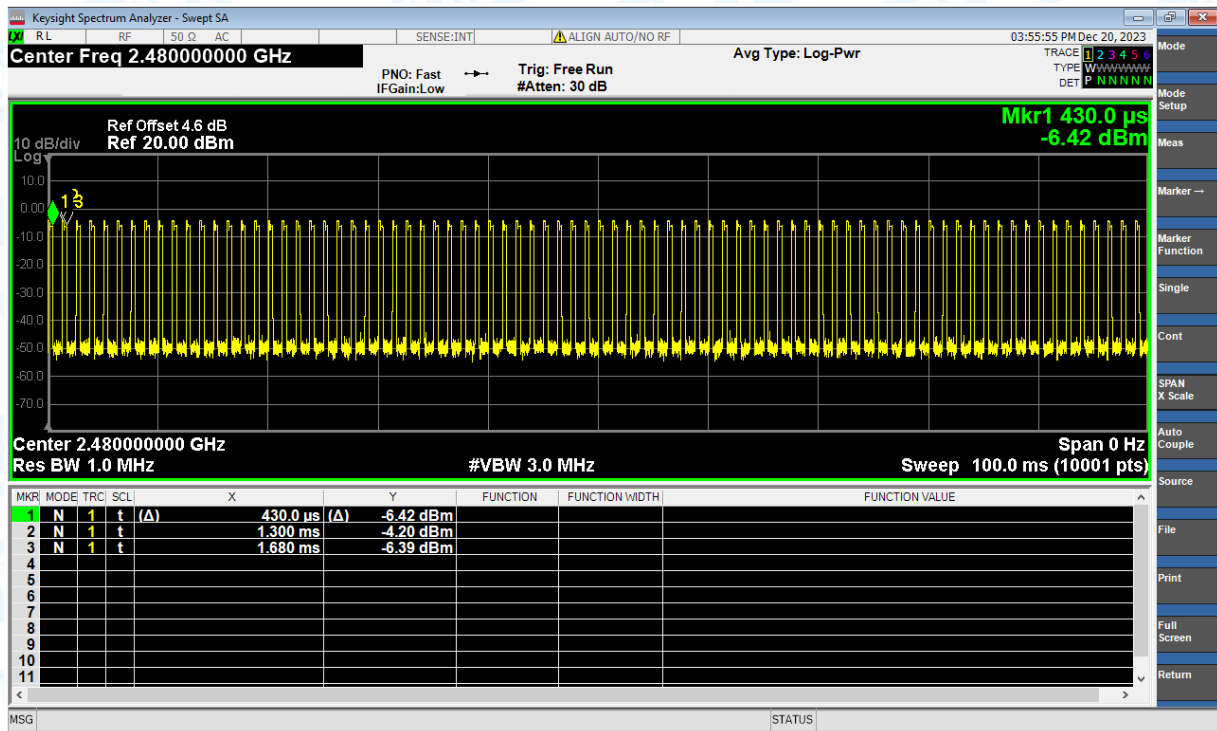 Keysight Spectrum Analyzer - Swept SA
LXI RL RF 50 Ω AC SENSE:INT ALIGN AUTO/NO RF 03:55:55 PM Dec 20, 2023
Center Freq 2.480000000 GHz
Avg Type: Log-Pwr
TRACE 1 2 3 4 5 6
TYPE WWWWWW
DET P N N N N N
PNO: Fast
IFGain:Low
Trig: Free Run
#Atten: 30 dB
Mkr1 430.0 µs
-6.42 dBm
Ref Offset 4.6 dB
10 dB/div Ref 20.00 dBm
Log
10.0
0.00
-10.0
-20.0
-30.0
-40.0
-50.0
-60.0
-70.0
1 3
Center 2.480000000 GHz Span 0 Hz
Res BW 1.0 MHz #VBW 3.0 MHz Sweep 100.0 ms (10001 pts)
MKR MODE TRC SCL X Y FUNCTION FUNCTION WIDTH FUNCTION VALUE
1 N 1 t (Δ) 430.0 µs (Δ) -6.42 dBm
2 N 1 t 1.300 ms -4.20 dBm
3 N 1 t 1.680 ms -6.39 dBm
4
5
6
7
8
9
10
11
MSG STATUS
Mode
Mode
Setup
Meas
Marker →
Marker
Function
Single
Cont
SPAN
X Scale
Auto
Couple
Source
File
Print
Full
Screen
Return